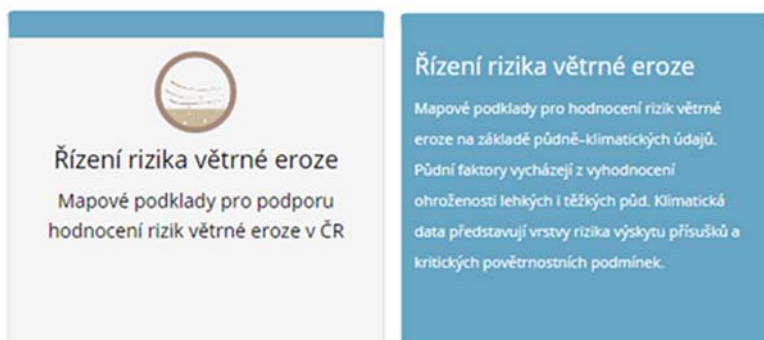 Řízení rizika větrné eroze
Mapové podklady pro podporu
hodnocení rizik větrné eroze v ČR
Řízení rizika větrné eroze
Mapové podklady pro hodnocení rizik větrné
eroze na základě půdně–klimatických údajů.
Půdní faktory vycházejí z vyhodnocení
ohroženosti lehkých i těžkých půd. Klimatická
data představují vrstvy rizika výskytu přísušků a
kritických povětrnostních podmínek.